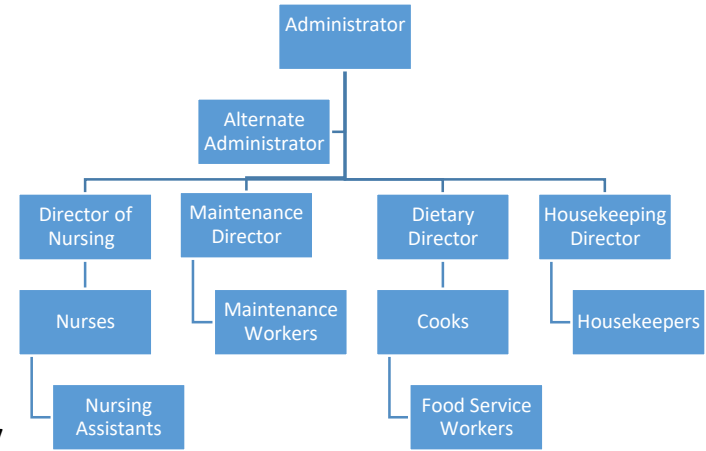 Administrator
Alternate
Administrator
Director of
Nursing
Maintenance
Director
Dietary
Director
Housekeeping
Director
Nurses
Maintenance
Workers
Cooks
Housekeepers
Nursing
Assistants
Food Service
Workers